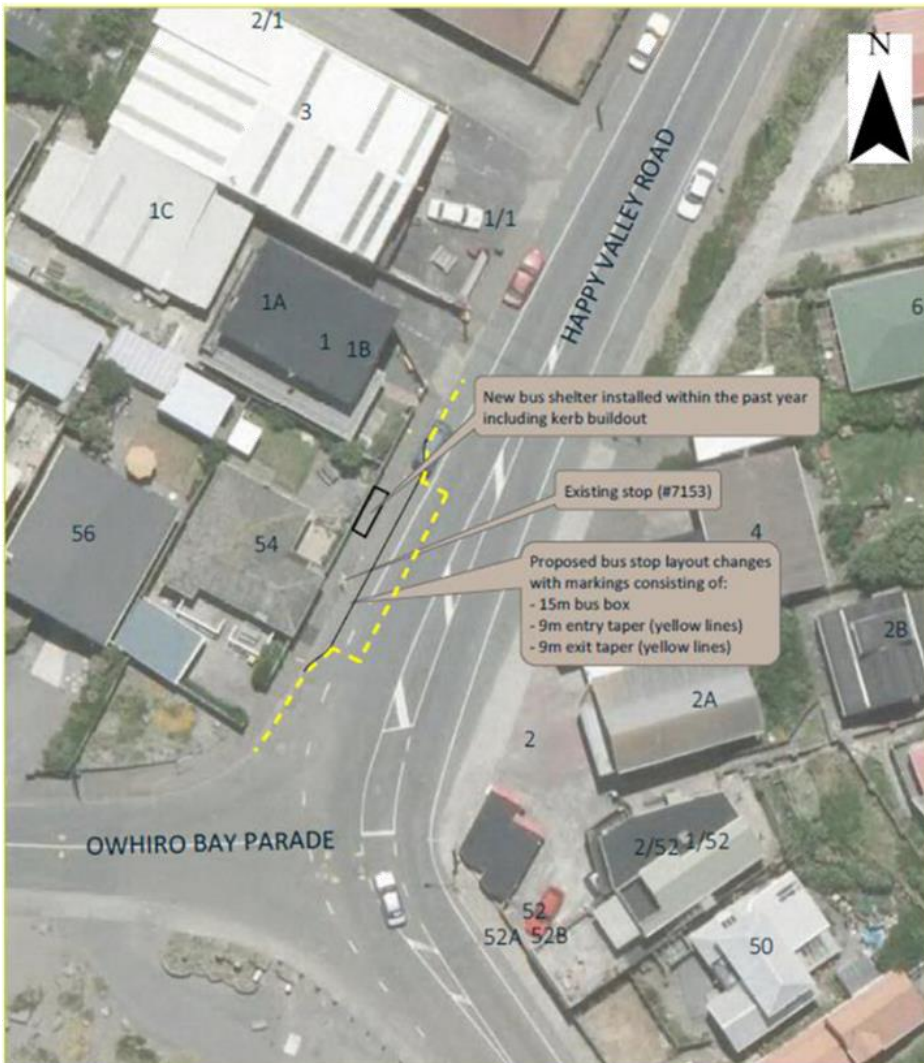 2/1
N
3
HAPPY VALLEY ROAD
1C
1/1
1A
1
1B
6
New bus shelter installed within the past year
including kerb buildout
Existing stop (#7153)
56
54
4
Proposed bus stop layout changes
with markings consisting of:
- 15m bus box
- 9m entry taper (yellow lines)
- 9m exit taper (yellow lines)
2B
2A
2
OWHIRO BAY PARADE
2/52 1/52
52
52A 52B
50